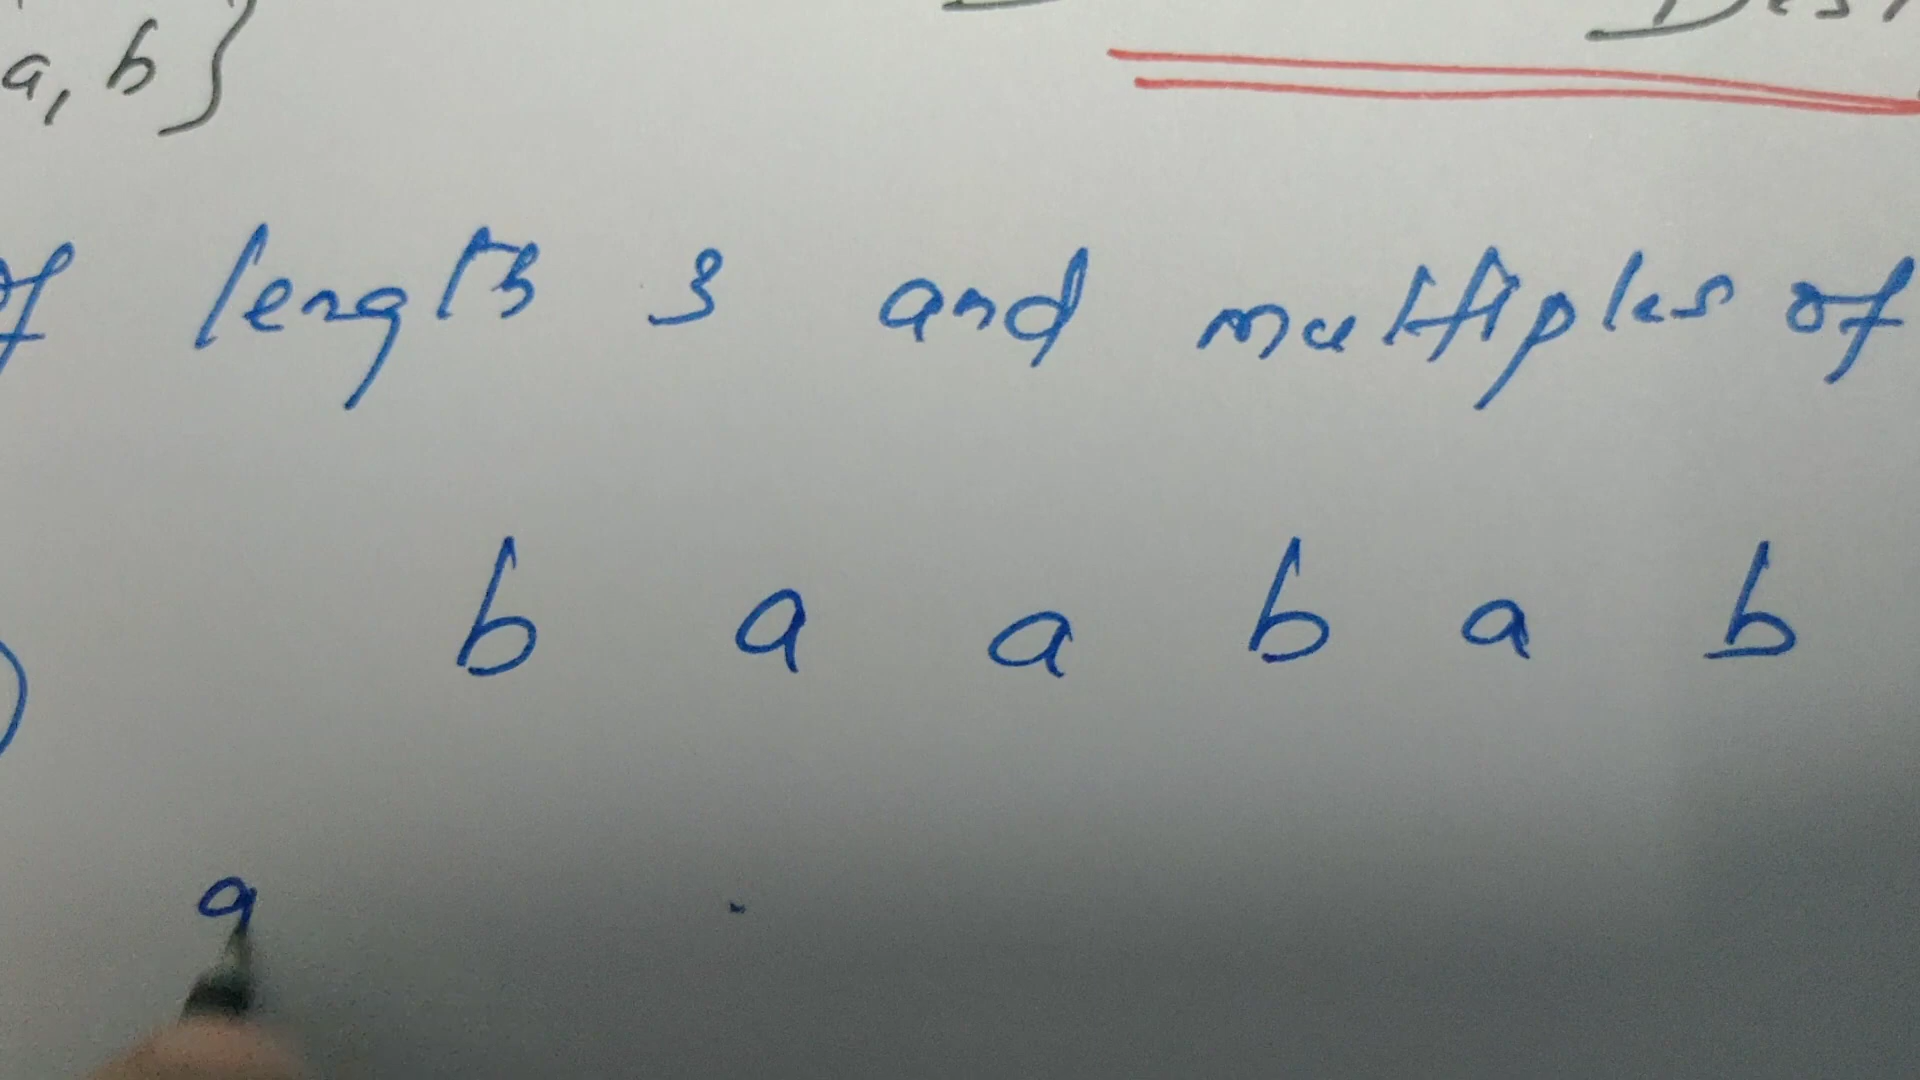 a, b}
of length 3 and multiples of
b a a b a b
a